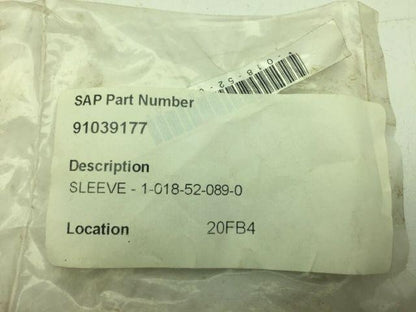 SAP Part Number
91039177
Description
SLEEVE - 1-018-52-089-0
Location 20FB4